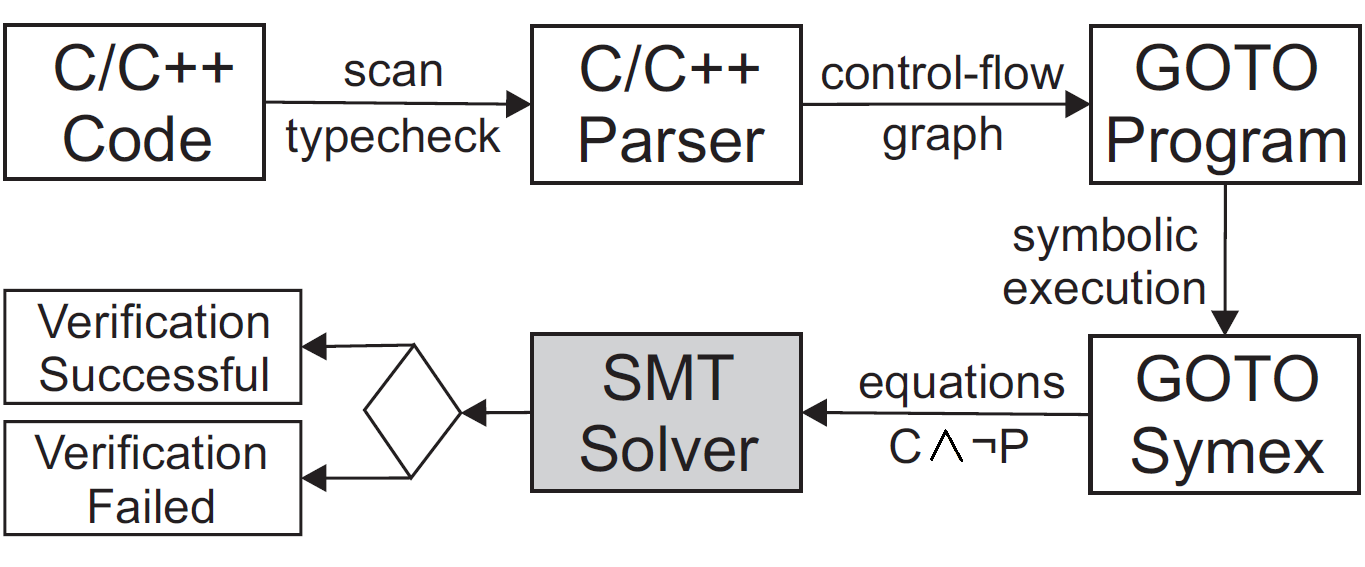 C/C++
Code
scan
typecheck
C/C++
Parser
control-flow
graph
GOTO
Program
symbolic
execution
GOTO
Symex
equations
C ∧ ¬P
SMT
Solver
Verification
Successful
Verification
Failed